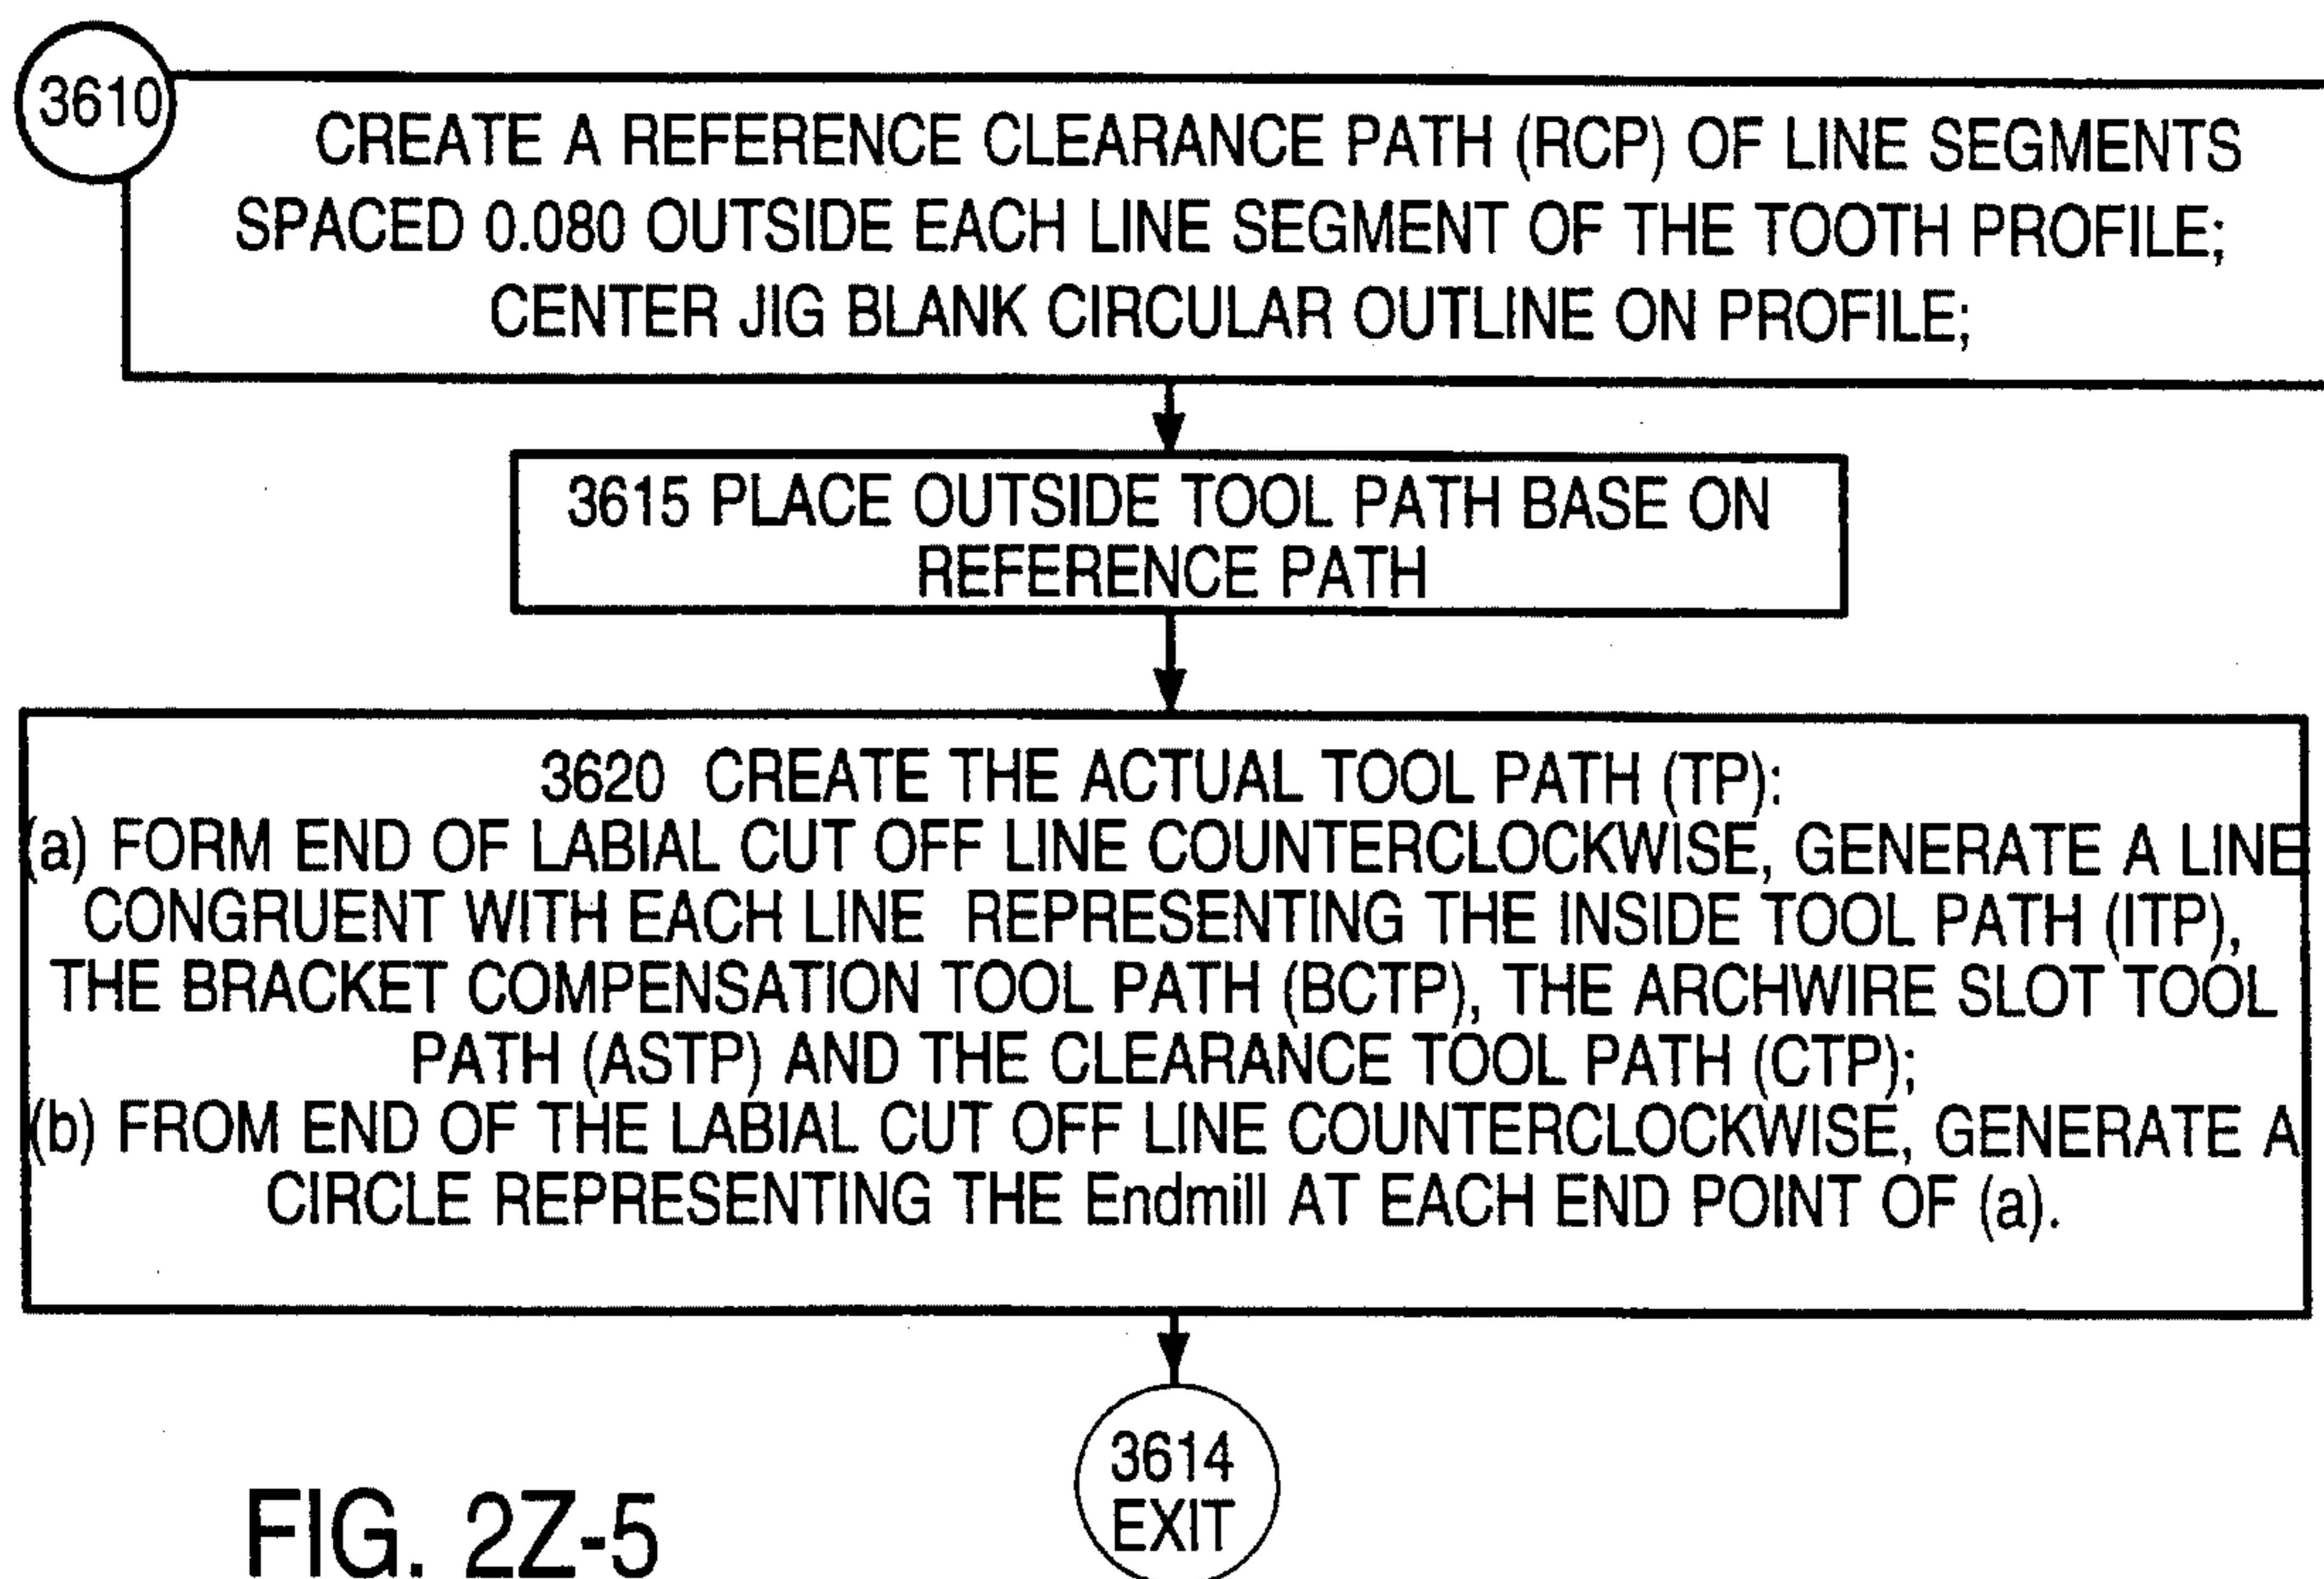 3610
CREATE A REFERENCE CLEARANCE PATH (RCP) OF LINE SEGMENTS
SPACED 0.080 OUTSIDE EACH LINE SEGMENT OF THE TOOTH PROFILE;
CENTER JIG BLANK CIRCULAR OUTLINE ON PROFILE;
3615 PLACE OUTSIDE TOOL PATH BASE ON
REFERENCE PATH
3620 CREATE THE ACTUAL TOOL PATH (TP):
(a) FORM END OF LABIAL CUT OFF LINE COUNTERCLOCKWISE, GENERATE A LINE
CONGRUENT WITH EACH LINE REPRESENTING THE INSIDE TOOL PATH (ITP),
THE BRACKET COMPENSATION TOOL PATH (BCTP), THE ARCHWIRE SLOT TOOL
PATH (ASTP) AND THE CLEARANCE TOOL PATH (CTP);
(b) FROM END OF THE LABIAL CUT OFF LINE COUNTERCLOCKWISE, GENERATE A
CIRCLE REPRESENTING THE Endmill AT EACH END POINT OF (a).
3614
EXIT
FIG. 2Z-5